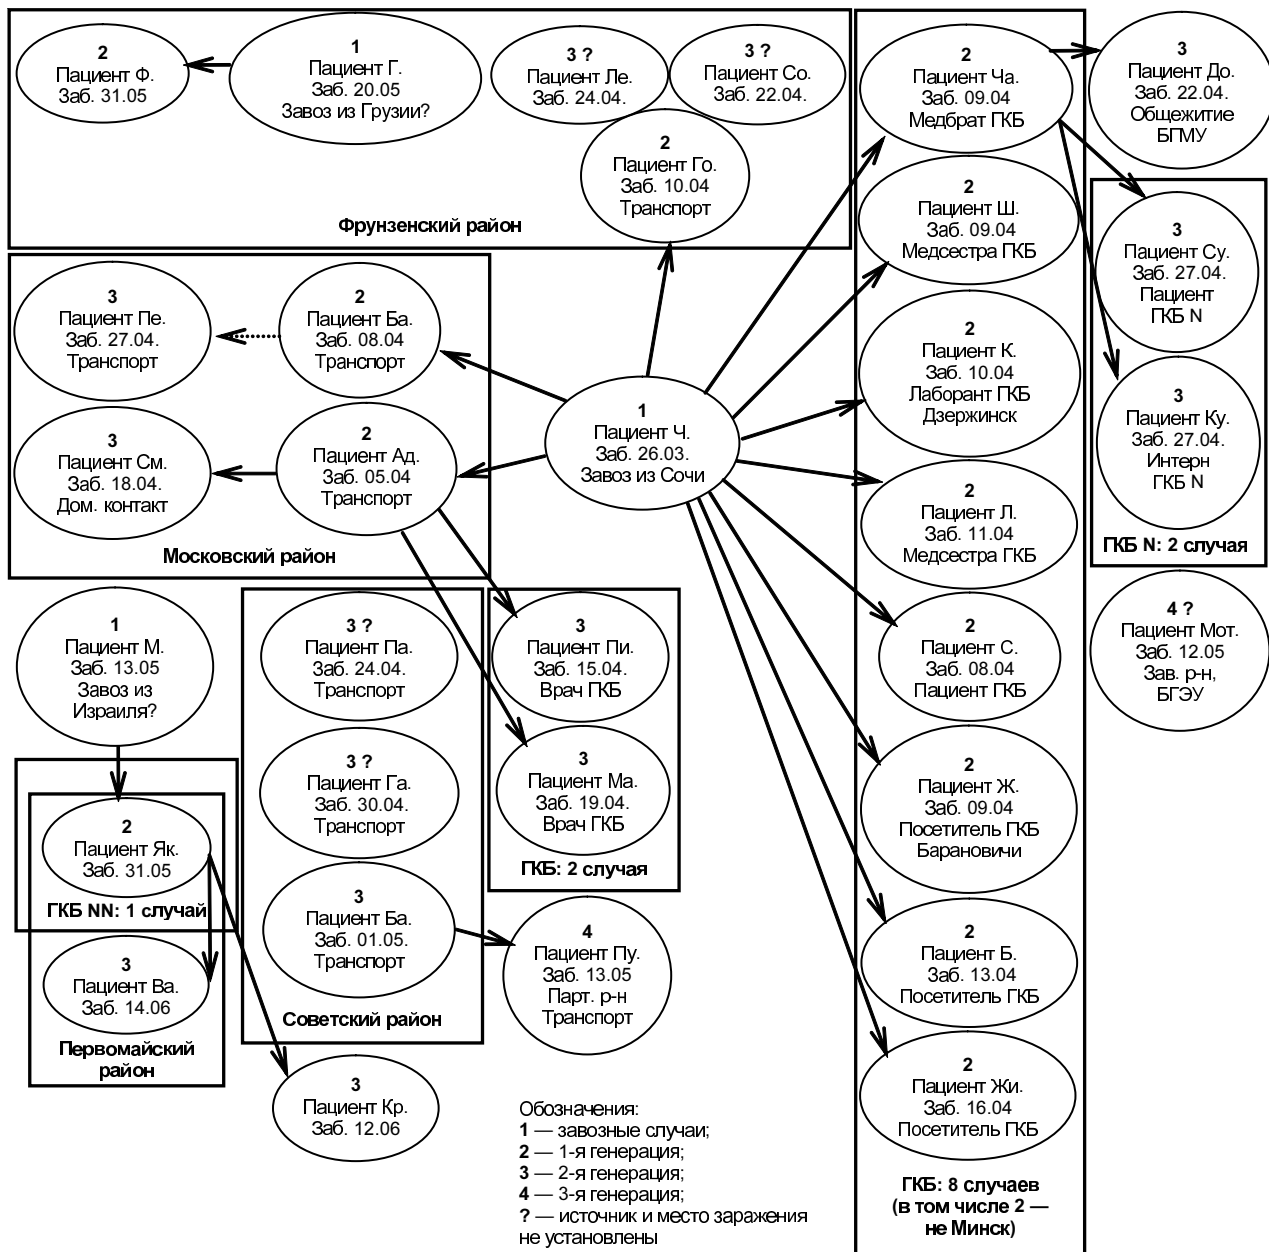 2
Пациент Ф.
Заб. 31.05
1
Пациент Г.
Заб. 20.05
Завоз из Грузии?
3 ?
Пациент Ле.
Заб. 24.04.
3 ?
Пациент Со.
Заб. 22.04.
2
Пациент Го.
Заб. 10.04
Транспорт
Фрунзенский район
3
Пациент Пе.
Заб. 27.04.
Транспорт
2
Пациент Ба.
Заб. 08.04
Транспорт
3
Пациент См.
Заб. 18.04.
Дом. контакт
2
Пациент Ад.
Заб. 05.04
Транспорт
Московский район
1
Пациент Ч.
Заб. 26.03.
Завоз из Сочи
2
Пациент Ча.
Заб. 09.04
Медбрат ГКБ
2
Пациент Ш.
Заб. 09.04
Медсестра ГКБ
2
Пациент К.
Заб. 10.04
Лаборант ГКБ
Дзержинск
2
Пациент Л.
Заб. 11.04
Медсестра ГКБ
2
Пациент С.
Заб. 08.04
Пациент ГКБ
2
Пациент Ж.
Заб. 09.04
Посетитель ГКБ
Барановичи
2
Пациент Б.
Заб. 13.04
Посетитель ГКБ
2
Пациент Жи.
Заб. 16.04
Посетитель ГКБ
ГКБ: 8 случаев
(в том числе 2 —
не Минск)
3
Пациент До.
Заб. 22.04.
Общежитие
БГМУ
3
Пациент Су.
Заб. 27.04.
Пациент
ГКБ N
3
Пациент Ку.
Заб. 27.04.
Интерн
ГКБ N
ГКБ N: 2 случая
4 ?
Пациент Мот.
Заб. 12.05
Зав. р-н,
БГЭУ
1
Пациент М.
Заб. 13.05
Завоз из
Израиля?
2
Пациент Як.
Заб. 31.05
ГКБ NN: 1 случай
3
Пациент Ва.
Заб. 14.06
Первомайский
район
3 ?
Пациент Па.
Заб. 24.04.
Транспорт
3 ?
Пациент Га.
Заб. 30.04.
Транспорт
3
Пациент Ба.
Заб. 01.05.
Транспорт
Советский район
3
Пациент Пи.
Заб. 15.04.
Врач ГКБ
3
Пациент Ма.
Заб. 19.04.
Врач ГКБ
ГКБ: 2 случая
4
Пациент Пу.
Заб. 13.05
Парт. р-н
Транспорт
3
Пациент Кр.
Заб. 12.06
Обозначения:
1 — завозные случаи;
2 — 1-я генерация;
3 — 2-я генерация;
4 — 3-я генерация;
? — источник и место заражения
не установлены